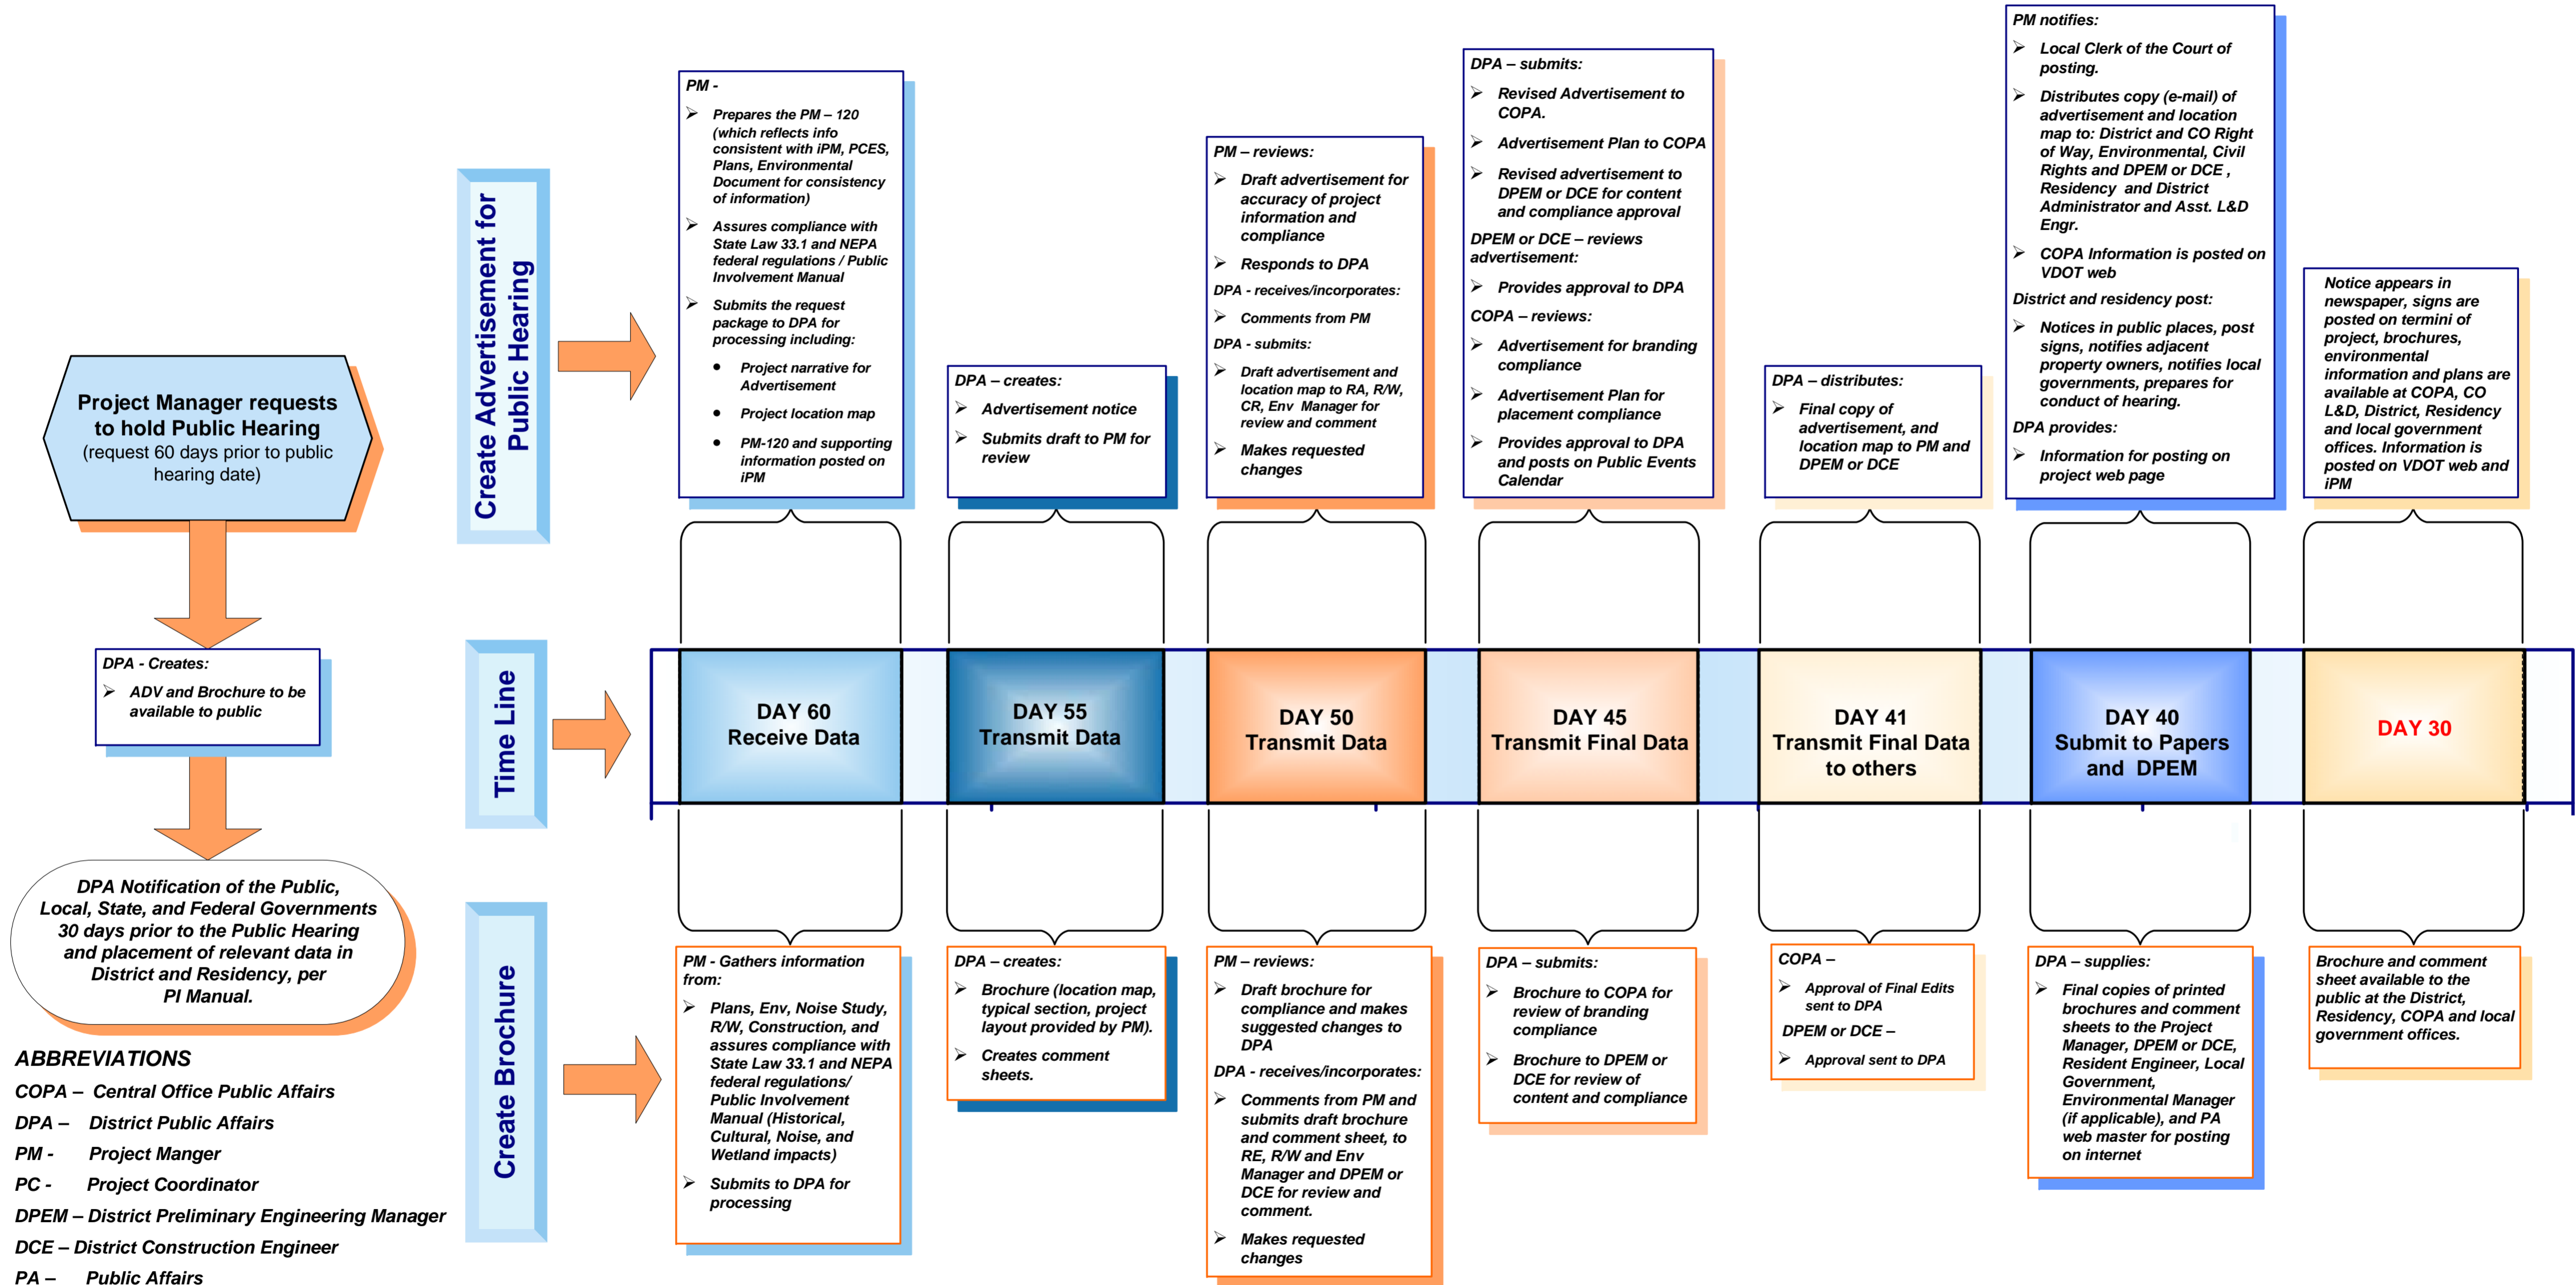 Project Manager requests
to hold Public Hearing
(request 60 days prior to public
hearing date)
DPA - Creates:
➢ ADV and Brochure to be
available to public
DPA Notification of the Public,
Local, State, and Federal Governments
30 days prior to the Public Hearing
and placement of relevant data in
District and Residency, per
PI Manual.
ABBREVIATIONS
COPA – Central Office Public Affairs
DPA – District Public Affairs
PM - Project Manger
PC - Project Coordinator
DPEM – District Preliminary Engineering Manager
DCE – District Construction Engineer
PA – Public Affairs
Create Advertisement for
Public Hearing
PM -
➢ Prepares the PM – 120
(which reflects info
consistent with iPM, PCES,
Plans, Environmental
Document for consistency
of information)
➢ Assures compliance with
State Law 33.1 and NEPA
federal regulations / Public
Involvement Manual
➢ Submits the request
package to DPA for
processing including:
• Project narrative for
Advertisement
• Project location map
• PM-120 and supporting
information posted on
iPM
DPA – creates:
➢ Advertisement notice
➢ Submits draft to PM for
review
PM – reviews:
➢ Draft advertisement for
accuracy of project
information and
compliance
➢ Responds to DPA
DPA - receives/incorporates:
➢ Comments from PM
DPA - submits:
➢ Draft advertisement and
location map to RA, R/W,
CR, Env Manager for
review and comment
➢ Makes requested
changes
DPA – submits:
➢ Revised Advertisement to
COPA.
➢ Advertisement Plan to COPA
➢ Revised advertisement to
DPEM or DCE for content
and compliance approval
DPEM or DCE – reviews
advertisement:
➢ Provides approval to DPA
COPA – reviews:
➢ Advertisement for branding
compliance
➢ Advertisement Plan for
placement compliance
➢ Provides approval to DPA
and posts on Public Events
Calendar
DPA – distributes:
➢ Final copy of
advertisement, and
location map to PM and
DPEM or DCE
PM notifies:
➢ Local Clerk of the Court of
posting.
➢ Distributes copy (e-mail) of
advertisement and location
map to: District and CO Right
of Way, Environmental, Civil
Rights and DPEM or DCE ,
Residency and District
Administrator and Asst. L&D
Engr.
➢ COPA Information is posted on
VDOT web
District and residency post:
➢ Notices in public places, post
signs, notifies adjacent
property owners, notifies local
governments, prepares for
conduct of hearing.
DPA provides:
➢ Information for posting on
project web page
Notice appears in
newspaper, signs are
posted on termini of
project, brochures,
environmental
information and plans are
available at COPA, CO
L&D, District, Residency
and local government
offices. Information is
posted on VDOT web and
iPM
Time Line
DAY 60
Receive Data
DAY 55
Transmit Data
DAY 50
Transmit Data
DAY 45
Transmit Final Data
DAY 41
Transmit Final Data
to others
DAY 40
Submit to Papers
and DPEM
DAY 30
Create Brochure
PM - Gathers information
from:
➢ Plans, Env, Noise Study,
R/W, Construction, and
assures compliance with
State Law 33.1 and NEPA
federal regulations/
Public Involvement
Manual (Historical,
Cultural, Noise, and
Wetland impacts)
➢ Submits to DPA for
processing
DPA – creates:
➢ Brochure (location map,
typical section, project
layout provided by PM).
➢ Creates comment
sheets.
PM – reviews:
➢ Draft brochure for
compliance and makes
suggested changes to
DPA
DPA - receives/incorporates:
➢ Comments from PM and
submits draft brochure
and comment sheet, to
RE, R/W and Env
Manager and DPEM or
DCE for review and
comment.
➢ Makes requested
changes
DPA – submits:
➢ Brochure to COPA for
review of branding
compliance
➢ Brochure to DPEM or
DCE for review of
content and compliance
COPA –
➢ Approval of Final Edits
sent to DPA
DPEM or DCE –
➢ Approval sent to DPA
DPA – supplies:
➢ Final copies of printed
brochures and comment
sheets to the Project
Manager, DPEM or DCE,
Resident Engineer, Local
Government,
Environmental Manager
(if applicable), and PA
web master for posting
on internet
Brochure and comment
sheet available to the
public at the District,
Residency, COPA and local
government offices.